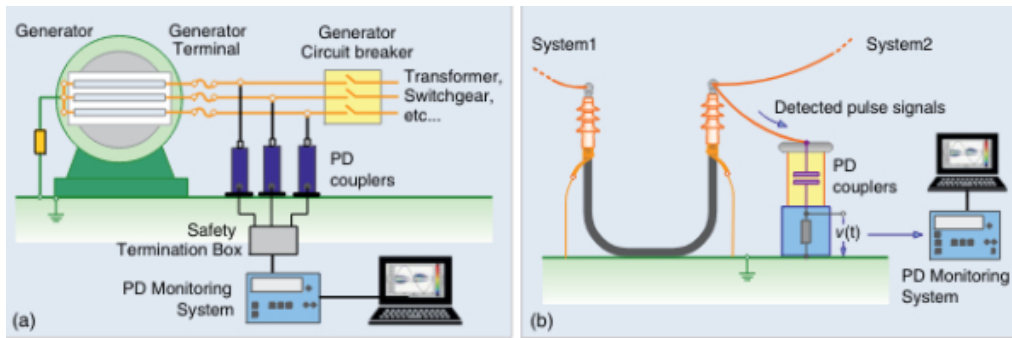 Generator
Generator
Terminal
Generator
Circuit breaker
Transformer,
Switchgear,
etc...
PD
couplers
Safety
Termination Box
PD Monitoring
System
(a)
System1
System2
Detected pulse signals
PD
couplers
v(t)
PD Monitoring
System
(b)